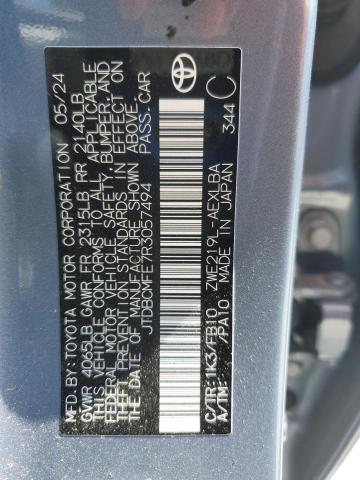 MFD.BY: TOYOTA MOTOR CORPORATION 05/24
GVWR 4065LB GAWR FR 2315LB RR 2140LB
THIS VEHICLE CONFORMS TO ALL APPLICABLE
FEDERAL MOTOR VEHICLE SAFETY, BUMPER, AND
THEFT PREVENTION STANDARDS IN EFFECT ON
THE DATE OF MANUFACTURE SHOWN ABOVE.
JTDBCMFE7R3057494 PASS.CAR
C/TR: 1K3/FB10 ZWE219L-AEXLBA
A/TM: /PA10 MADE IN JAPAN 344 C